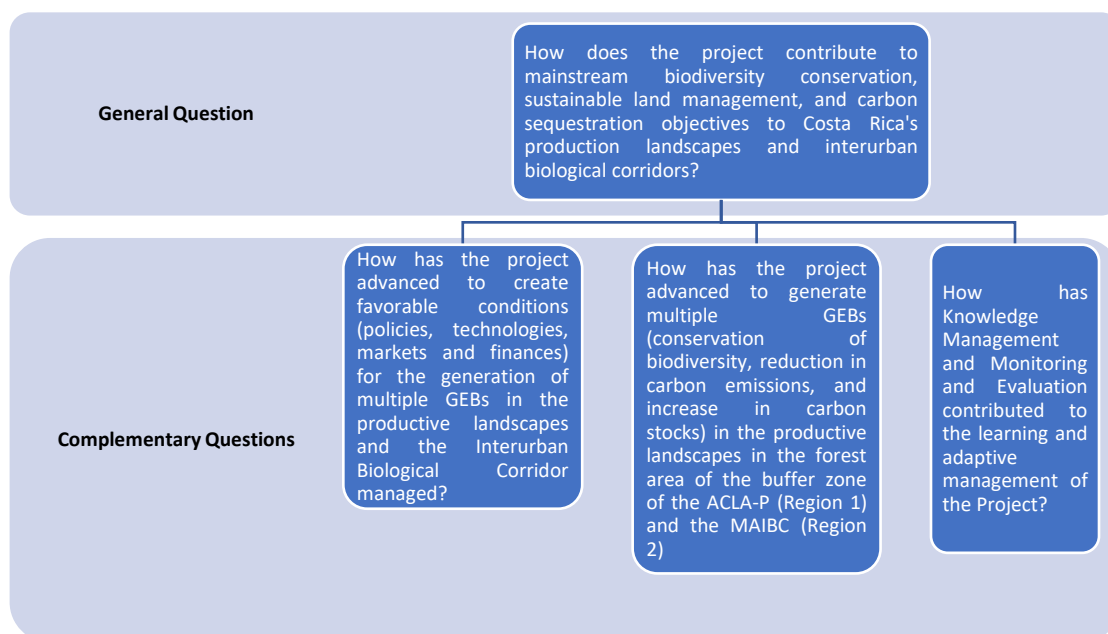 General Question
How does the project contribute to
mainstream biodiversity conservation,
sustainable land management, and carbon
sequestration objectives to Costa Rica's
production landscapes and interurban
biological corridors?
Complementary Questions
How has the project
advanced to create
favorable conditions
(policies, technologies,
markets and finances) for
the generation of
multiple GEBs in the
productive landscapes
and the Interurban
Biological Corridor
managed?
How has the project
advanced to generate
multiple GEBs
(conservation of
biodiversity, reduction in
carbon emissions, and
increase in carbon
stocks) in the productive
landscapes in the forest
area of the buffer zone
of the ACLA-P (Region 1)
and the MAIBC (Region
2)
How has
Knowledge
Management
and Monitoring
and Evaluation
contributed to
the learning and
adaptive
management of
the Project?